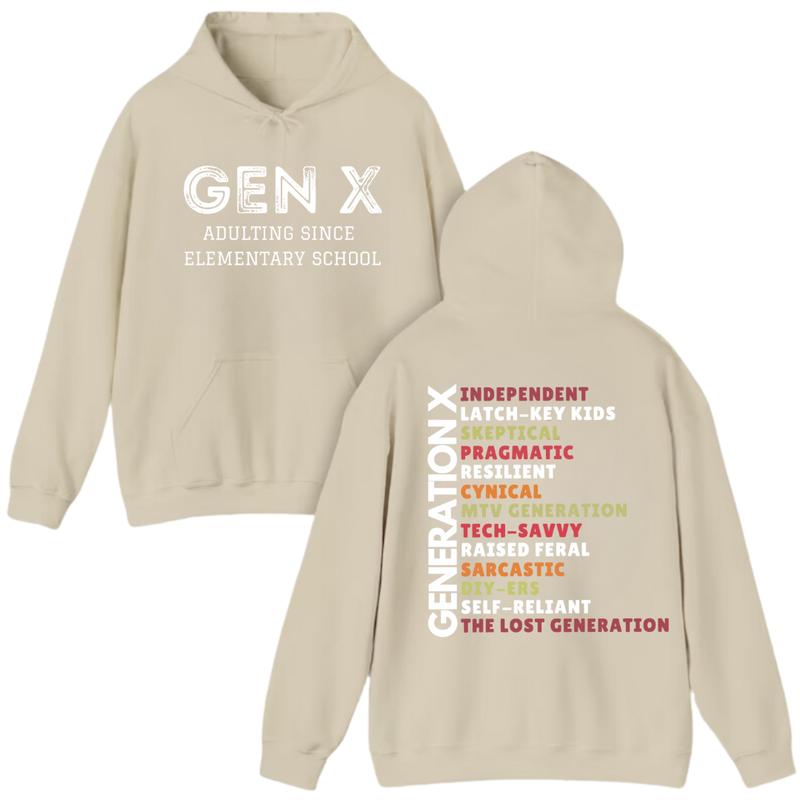 GEN X
ADULTING SINCE
ELEMENTARY SCHOOL
GENERATION X
INDEPENDENT
LATCH-KEY KIDS
SKEPTICAL
PRAGMATIC
RESILIENT
CYNICAL
MTV GENERATION
TECH-SAVVY
RAISED FERAL
SARCASTIC
DIY-ERS
SELF-RELIANT
THE LOST GENERATION